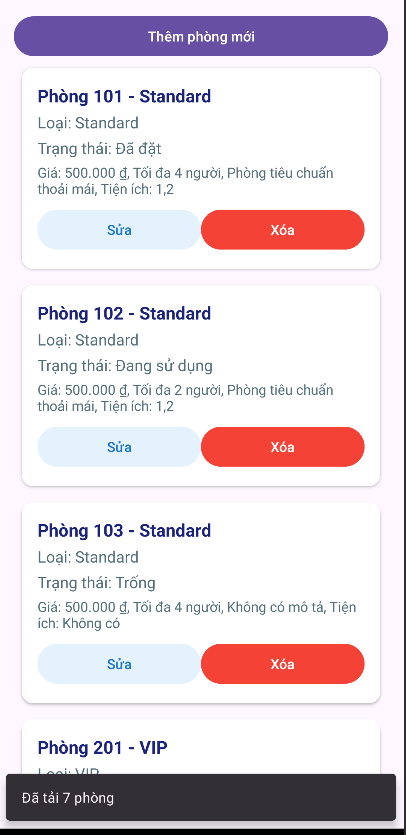 Thêm phòng mới
Phòng 101 - Standard
Loại: Standard
Trạng thái: Đã đặt
Giá: 500.000 ₫, Tối đa 4 người, Phòng tiêu chuẩn
thoải mái, Tiện ích: 1,2
Sửa Xóa
Phòng 102 - Standard
Loại: Standard
Trạng thái: Đang sử dụng
Giá: 500.000 ₫, Tối đa 2 người, Phòng tiêu chuẩn
thoải mái, Tiện ích: 1,2
Sửa Xóa
Phòng 103 - Standard
Loại: Standard
Trạng thái: Trống
Giá: 500.000 ₫, Tối đa 4 người, Không có mô tả, Tiện
ích: Không có
Sửa Xóa
Phòng 201 - VIP
Loại: VIP
Đã tải 7 phòng